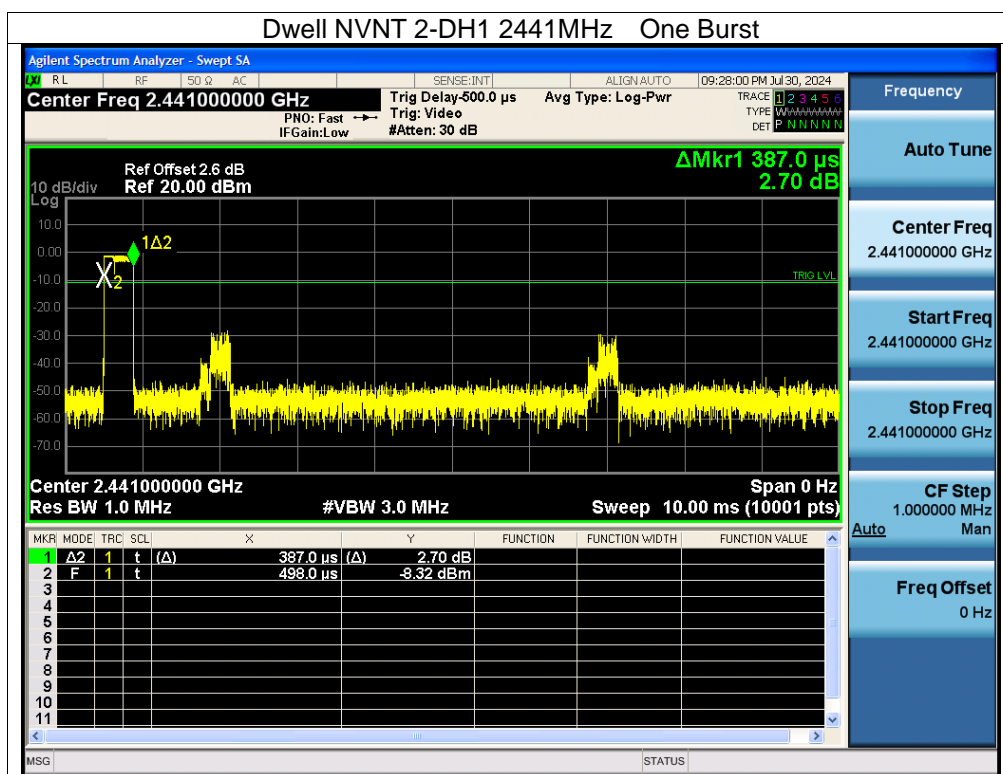 Dwell NVNT 2-DH1 2441MHz One Burst
Agilent Spectrum Analyzer - Swept SA
LXI RL RF 50 Ω AC SENSE:INT ALIGN AUTO 09:28:00 PM Jul 30, 2024
Center Freq 2.441000000 GHz
PNO: Fast
IFGain:Low
Trig Delay-500.0 µs
Trig: Video
#Atten: 30 dB
Avg Type: Log-Pwr
TRACE 1 2 3 4 5 6
TYPE WWWWWW
DET P N N N N N
Frequency
Auto Tune
Center Freq
2.441000000 GHz
Start Freq
2.441000000 GHz
Stop Freq
2.441000000 GHz
CF Step
1.000000 MHz
Auto Man
Freq Offset
0 Hz
ΔMkr1 387.0 µs
2.70 dB
Ref Offset 2.6 dB
10 dB/div Ref 20.00 dBm
Log
10.0
0.00
-10.0
-20.0
-30.0
-40.0
-50.0
-60.0
-70.0
1Δ2
2
TRIG LVL
Center 2.441000000 GHz Span 0 Hz
Res BW 1.0 MHz #VBW 3.0 MHz Sweep 10.00 ms (10001 pts)
MKR MODE TRC SCL X Y FUNCTION FUNCTION WIDTH FUNCTION VALUE
1 Δ2 1 t (Δ) 387.0 µs (Δ) 2.70 dB
2 F 1 t 498.0 µs -8.32 dBm
3
4
5
6
7
8
9
10
11
MSG STATUS